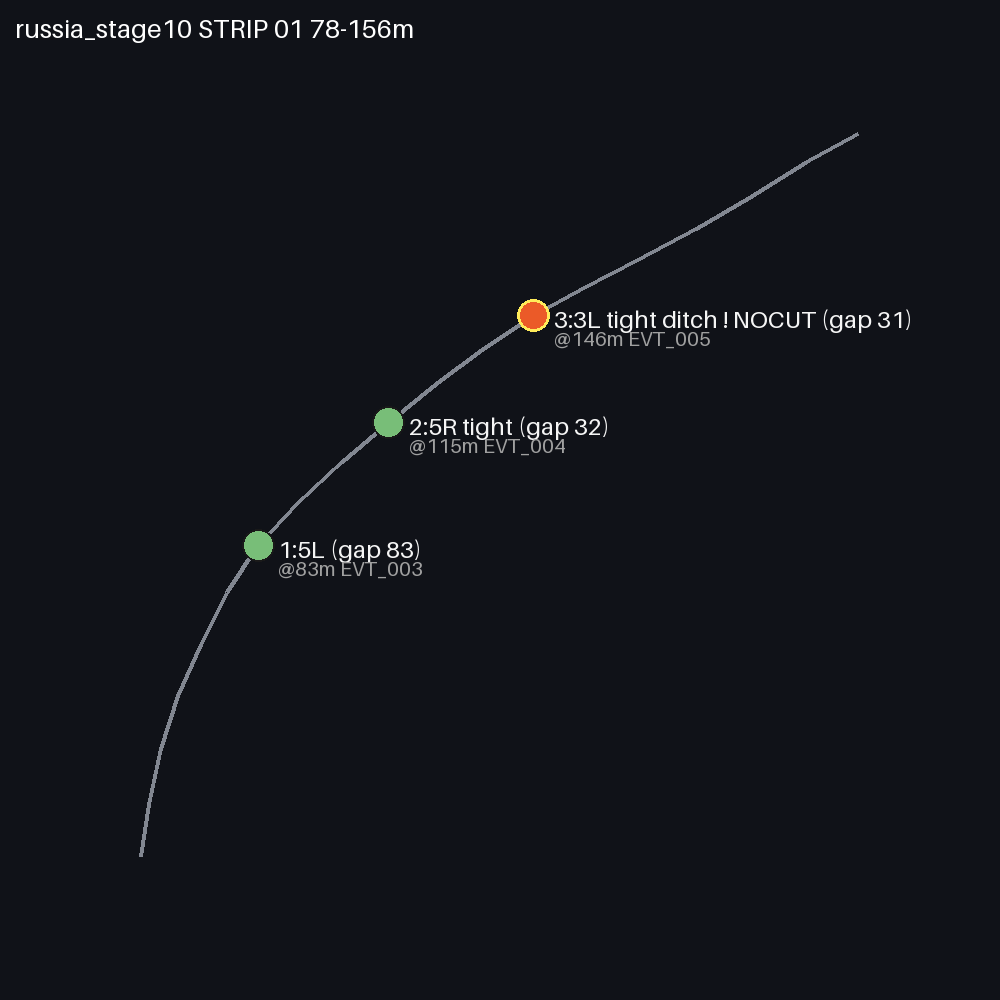 russia_stage10 STRIP 01 78-156m
3:3L tight ditch ! NOCUT (gap 31)
@146m EVT_005
2:5R tight (gap 32)
@115m EVT_004
1:5L (gap 83)
@83m EVT_003